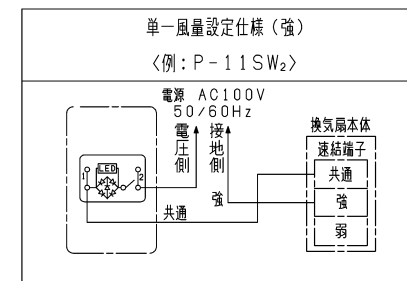 単一風量設定仕様（強）
〈例：P-11SW₂〉
電源 AC100V
50/60Hz
電圧側
接地側
換気扇本体
速結端子
共通
強
弱
LED
1
2
強
共通